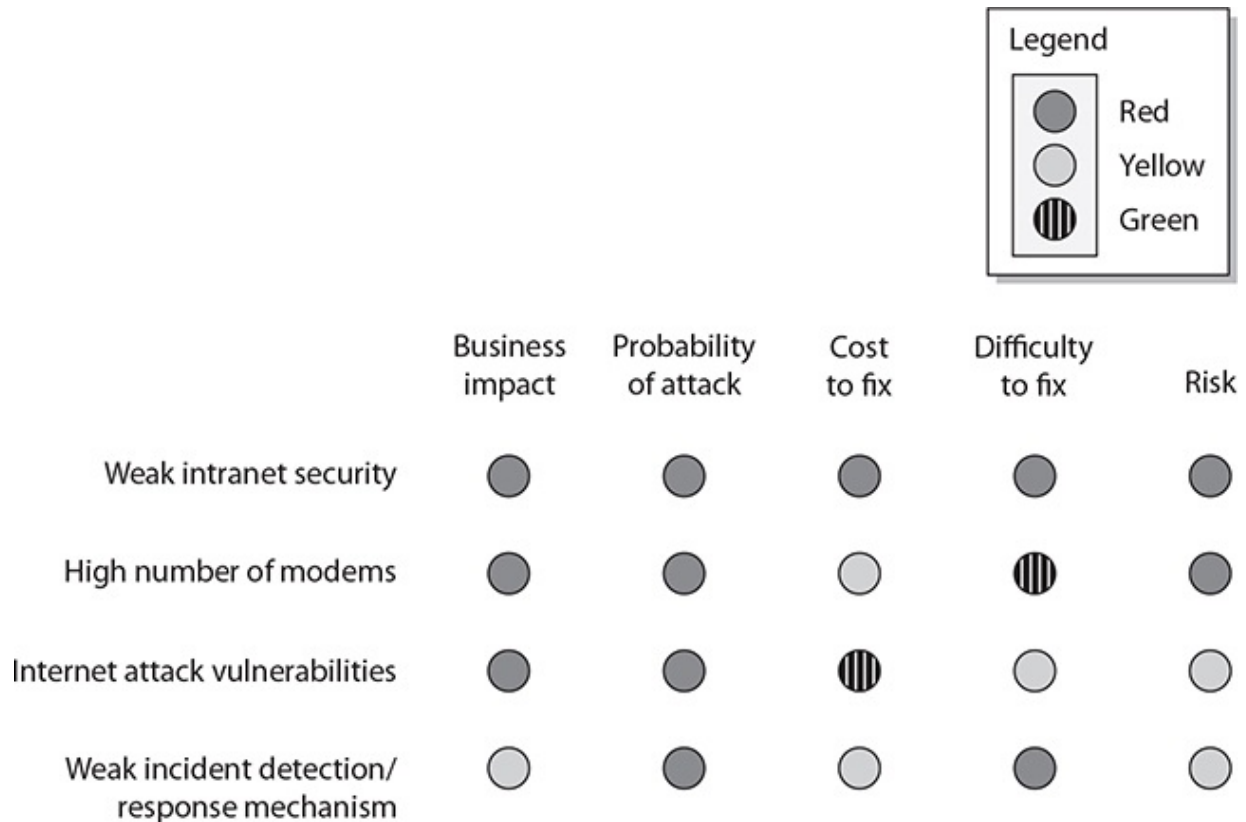 Legend
Red
Yellow
Green
Business impact
Probability of attack
Cost to fix
Difficulty to fix
Risk
Weak intranet security
High number of modems
Internet attack vulnerabilities
Weak incident detection/
response mechanism